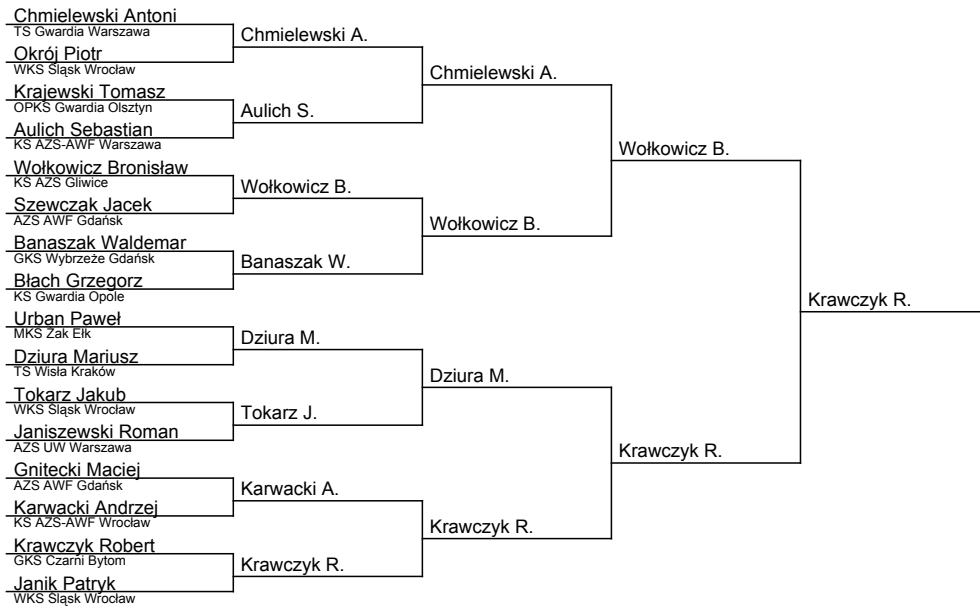 Chmielewski Antoni
TS Gwardia Warszawa
Okrój Piotr
WKS Śląsk Wrocław
Krajewski Tomasz
OPKS Gwardia Olsztyn
Aulich Sebastian
KS AZS-AWF Warszawa
Wołkowicz Bronisław
KS AZS Gliwice
Szewczak Jacek
AZS AWF Gdańsk
Banaszak Waldemar
GKS Wybrzeże Gdańsk
Błach Grzegorz
KS Gwardia Opole
Urban Paweł
MKS Żak Ełk
Dziura Mariusz
TS Wisła Kraków
Tokarz Jakub
WKS Śląsk Wrocław
Janiszewski Roman
AZS UW Warszawa
Gnitecki Maciej
AZS AWF Gdańsk
Karwacki Andrzej
KS AZS-AWF Wrocław
Krawczyk Robert
GKS Czarni Bytom
Janik Patryk
WKS Śląsk Wrocław
Chmielewski A.
Aulich S.
Wołkowicz B.
Banaszak W.
Dziura M.
Tokarz J.
Karwacki A.
Krawczyk R.
Chmielewski A.
Wołkowicz B.
Dziura M.
Krawczyk R.
Wołkowicz B.
Krawczyk R.
Krawczyk R.